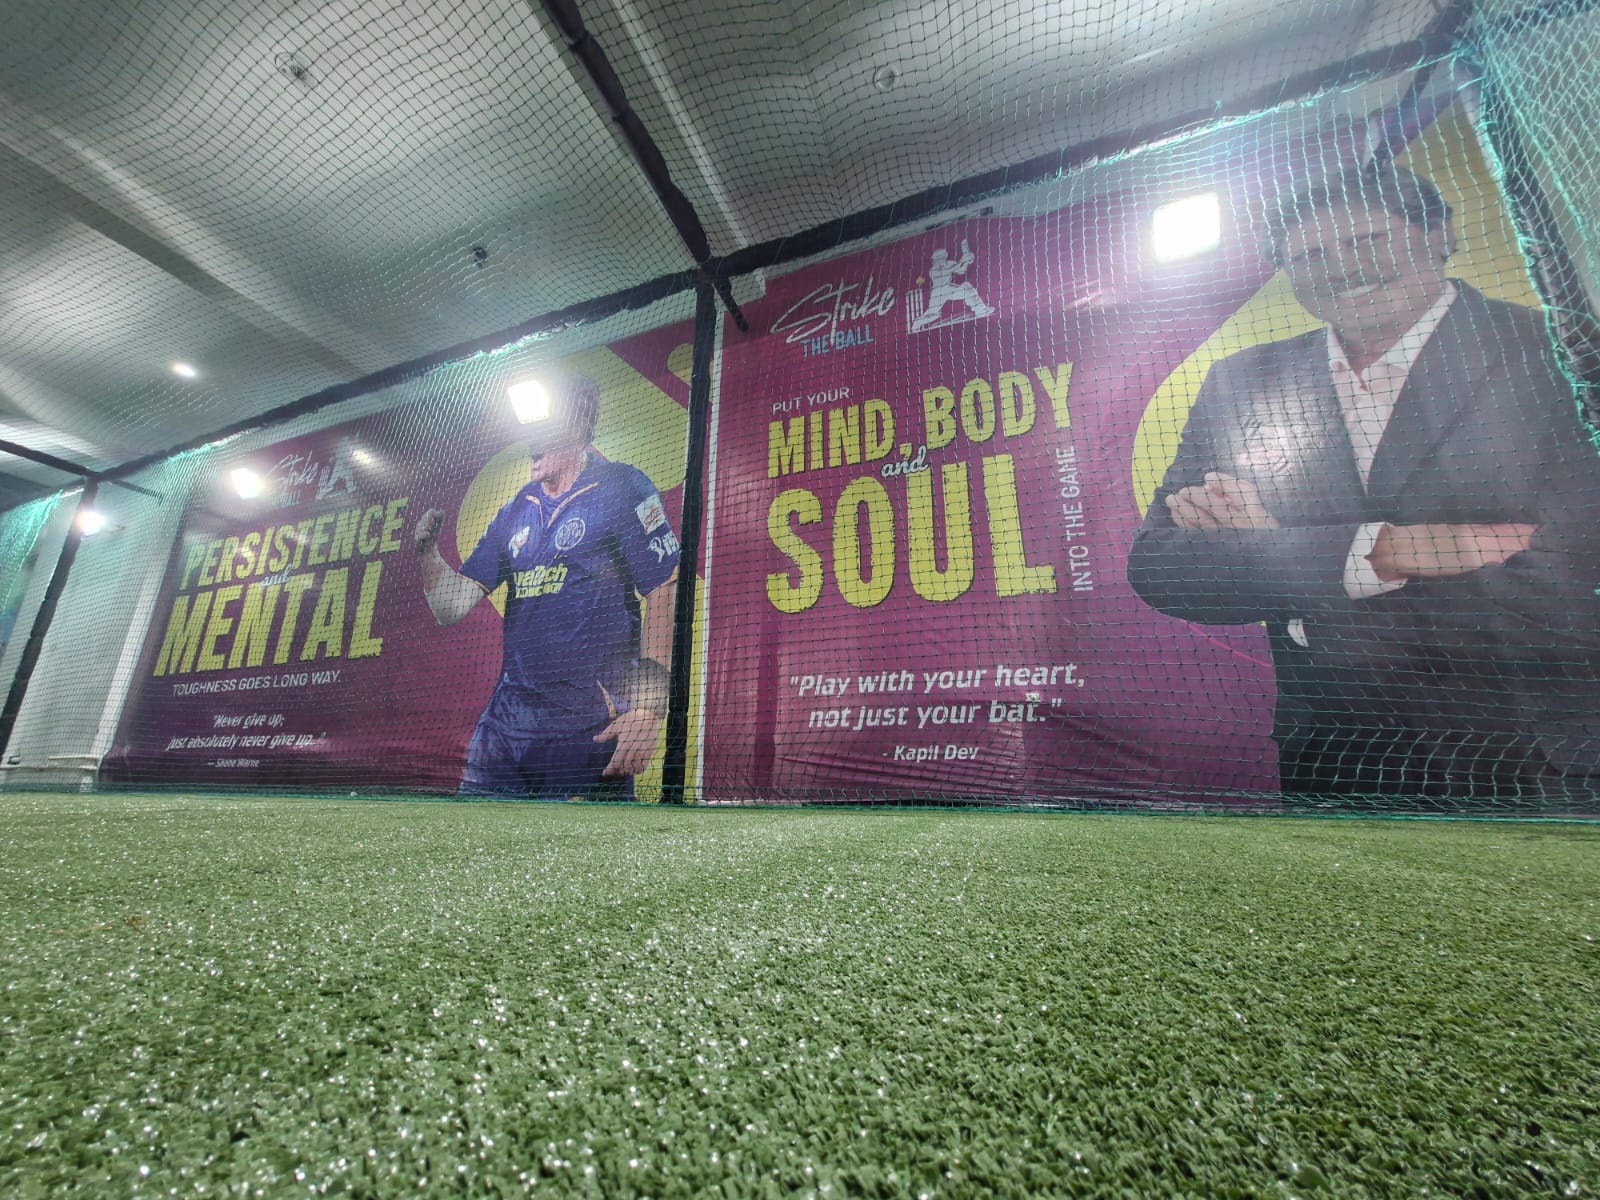 Strike
THE BALL
PERSISTENCE
and
MENTAL
TOUGHNESS GOES LONG WAY.
"Never give up;
just absolutely never give up..."
— Shane Warne
Strike
THE BALL
PUT YOUR
MIND, BODY
and
SOUL
INTO THE GAME
"Play with your heart,
not just your bat."
- Kapil Dev